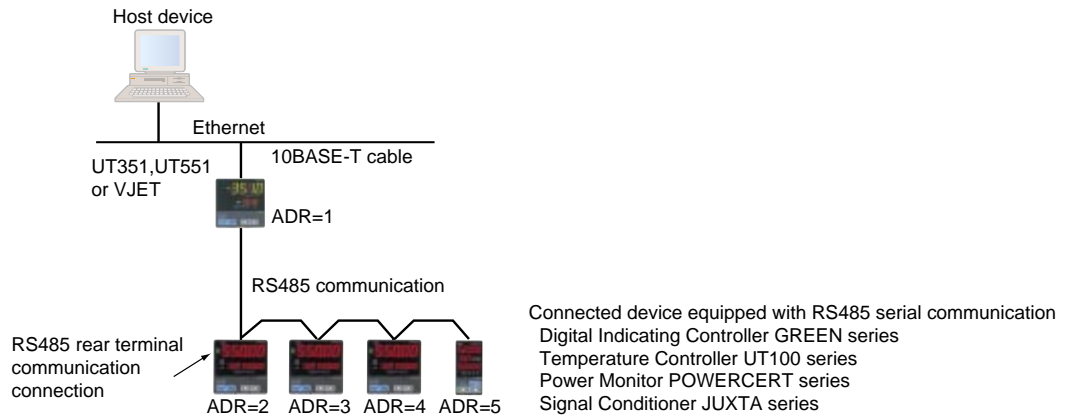 Host device
Ethernet
10BASE-T cable
UT351,UT551
or VJET
ADR=1
RS485 communication
RS485 rear terminal
communication
connection
ADR=2 ADR=3 ADR=4 ADR=5
Connected device equipped with RS485 serial communication
Digital Indicating Controller GREEN series
Temperature Controller UT100 series
Power Monitor POWERCERT series
Signal Conditioner JUXTA series